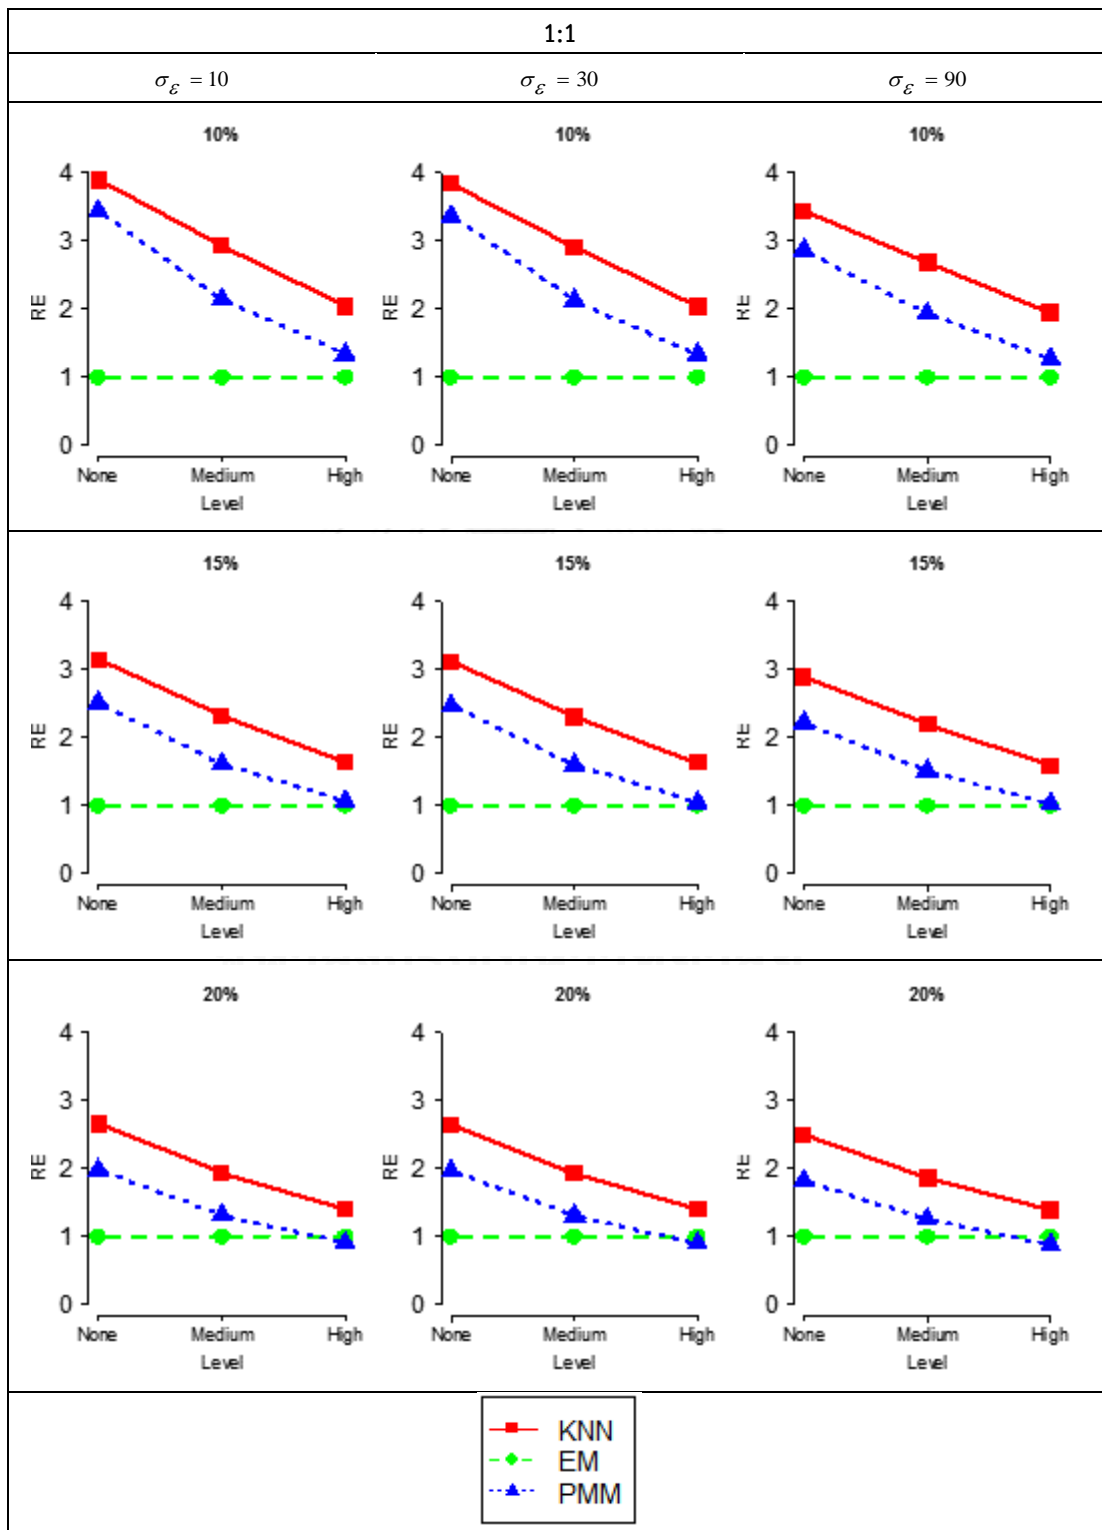 1:1
σε = 10 σε = 30 σε = 90
10% 10% 10%
4 4 4
3 3 3
RE RE RE
2 2 2
1 1 1
0 0 0
None Medium High None Medium High None Medium High
Level Level Level
15% 15% 15%
4 4 4
3 3 3
RE RE RE
2 2 2
1 1 1
0 0 0
None Medium High None Medium High None Medium High
Level Level Level
20% 20% 20%
4 4 4
3 3 3
RE RE RE
2 2 2
1 1 1
0 0 0
None Medium High None Medium High None Medium High
Level Level Level
KNN
EM
PMM